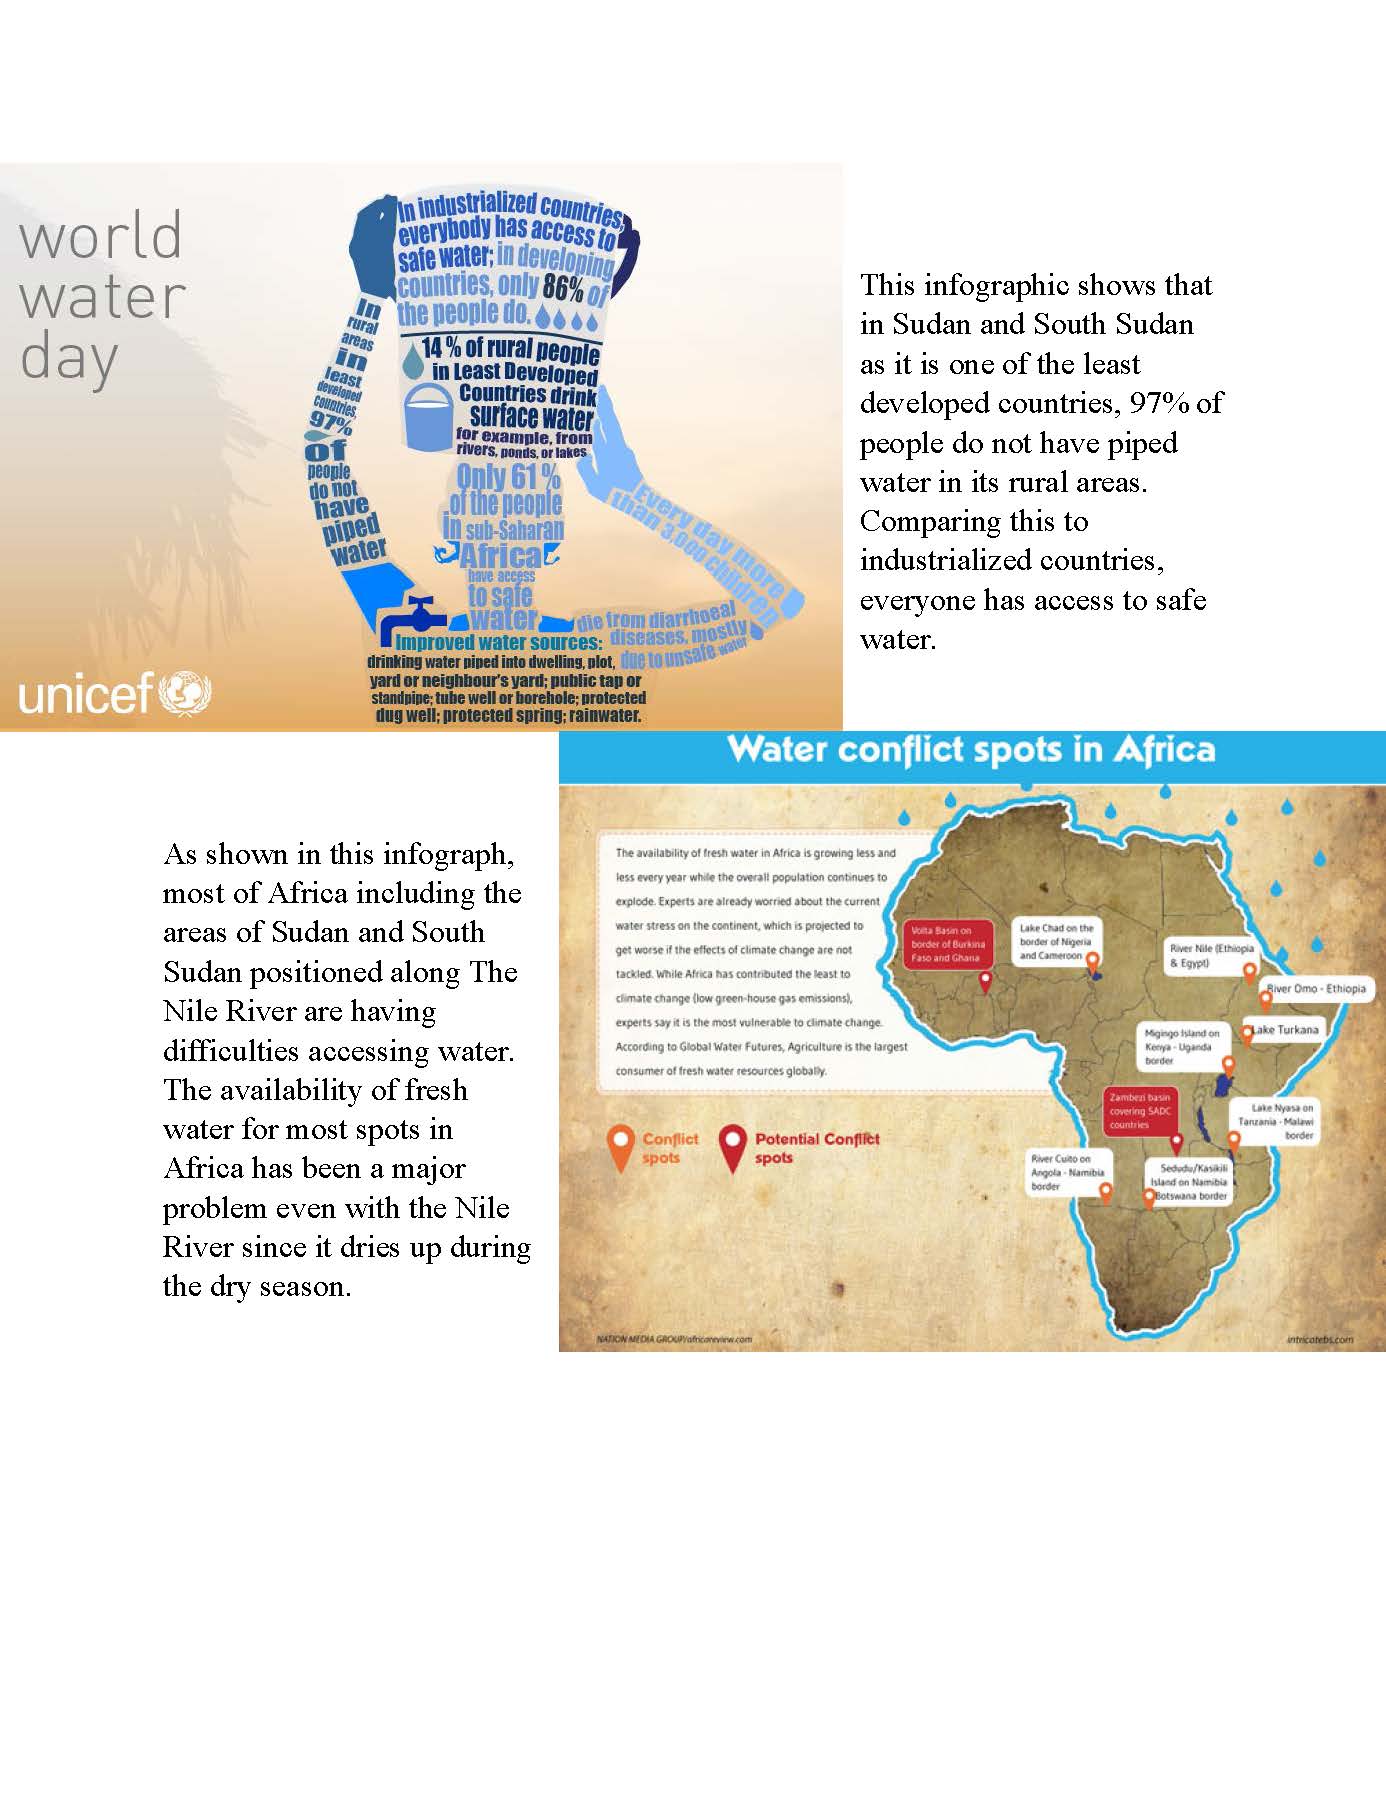 world
water
day
In industrialized countries,
everybody has access to
safe water; in developing
countries, only 86% of
the people do.
14% of rural people
in Least Developed
Countries drink
surface water
for example, from
rivers, ponds, or lakes
In
rural
areas
in
least
developed
countries,
97%
of
people
do not
have
piped
water
Only 61%
of the people
in sub-Saharan
Africa
have access
to safe
water
Every day more
than 3,000 children
die from diarrhoeal
diseases, mostly
due to unsafe water
Improved water sources:
drinking water piped into dwelling, plot,
yard or neighbour's yard; public tap or
standpipe; tube well or borehole; protected
dug well; protected spring; rainwater.
unicef
This infographic shows that
in Sudan and South Sudan
as it is one of the least
developed countries, 97% of
people do not have piped
water in its rural areas.
Comparing this to
industrialized countries,
everyone has access to safe
water.
As shown in this infograph,
most of Africa including the
areas of Sudan and South
Sudan positioned along The
Nile River are having
difficulties accessing water.
The availability of fresh
water for most spots in
Africa has been a major
problem even with the Nile
River since it dries up during
the dry season.
Water conflict spots in Africa
The availability of fresh water in Africa is growing less and
less every year while the overall population continues to
explode. Experts are already worried about the current
water stress on the continent, which is projected to
get worse if the effects of climate change are not
tackled. While Africa has contributed the least to
climate change (low green-house gas emissions),
experts say it is the most vulnerable to climate change.
According to Global Water Futures, Agriculture is the largest
consumer of fresh water resources globally.
Conflict
spots
Potential Conflict
spots
Volta Basin on
border of Burkina
Faso and Ghana
Lake Chad on the
border of Nigeria
and Cameroon
River Nile (Ethiopia
& Egypt)
River Omo - Ethiopia
Lake Turkana
Migingo Island on
Kenya - Uganda
border
Zambezi basin
covering SADC
countries
Lake Nyasa on
Tanzania - Malawi
border
River Cuito on
Angola - Namibia
border
Sedudu/Kasikili
Island on Namibia
Botswana border
NATION MEDIA GROUP/africareview.com
intricatebs.com